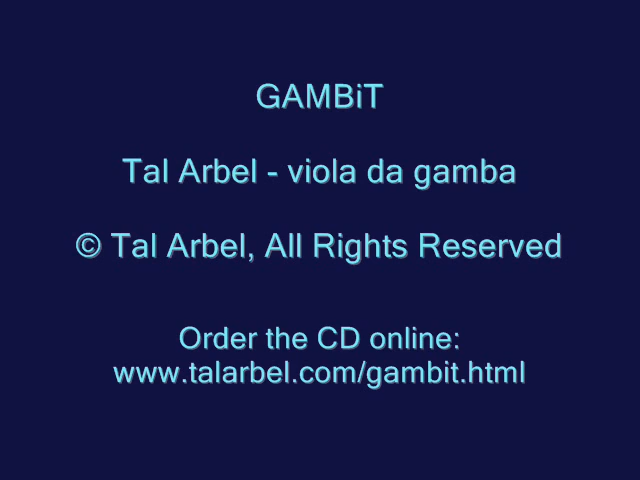 GAMBiT
Tal Arbel - viola da gamba
© Tal Arbel, All Rights Reserved
Order the CD online:
www.talarbel.com/gambit.html